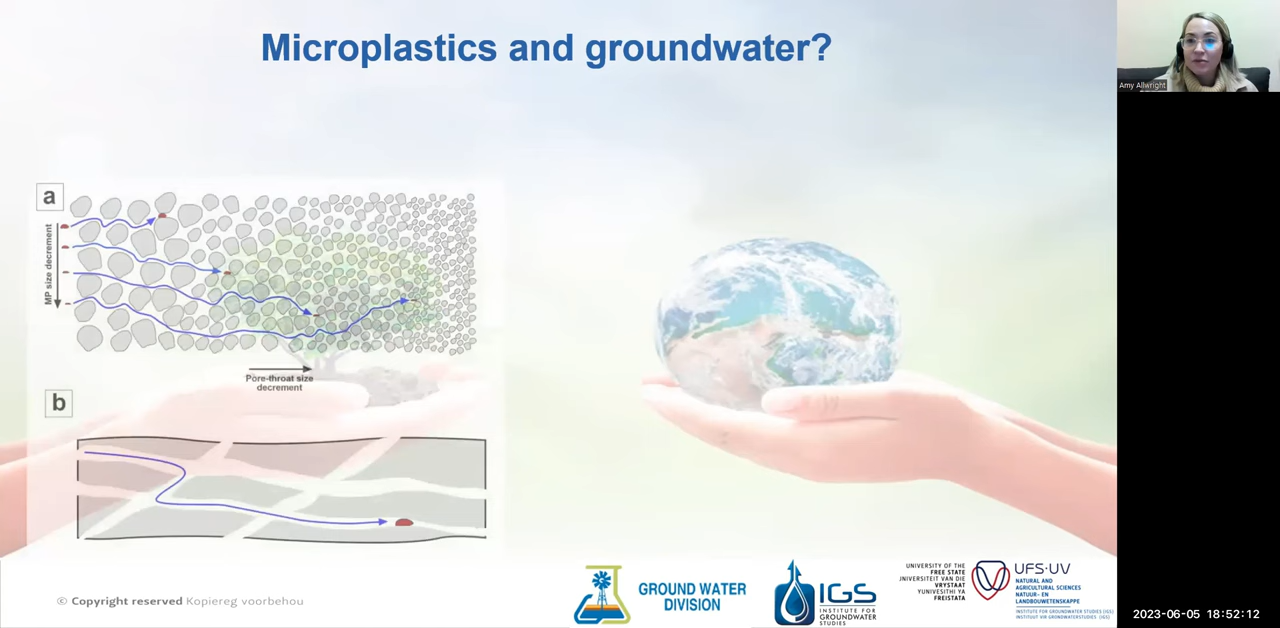 Microplastics and groundwater?
Amy Allwright
a
MP size decrement
Pore-throat size
decrement
b
© Copyright reserved Kopiereg voorbehou
GROUND WATER
DIVISION
IGS
INSTITUTE FOR
GROUNDWATER
STUDIES
UNIVERSITY OF THE
FREE STATE
UNIVERSITEIT VAN DIE
VRYSTAAT
YUNIVESITHI YA
FREISTATA
UFS·UV
NATURAL AND
AGRICULTURAL SCIENCES
NATUUR- EN
LANDBOUWETENSKAPPE
INSTITUTE FOR GROUNDWATER STUDIES (IGS)
INSTITUUT VIR GRONDWATERSTUDIES (IGS)
2023-06-05 18:52:12